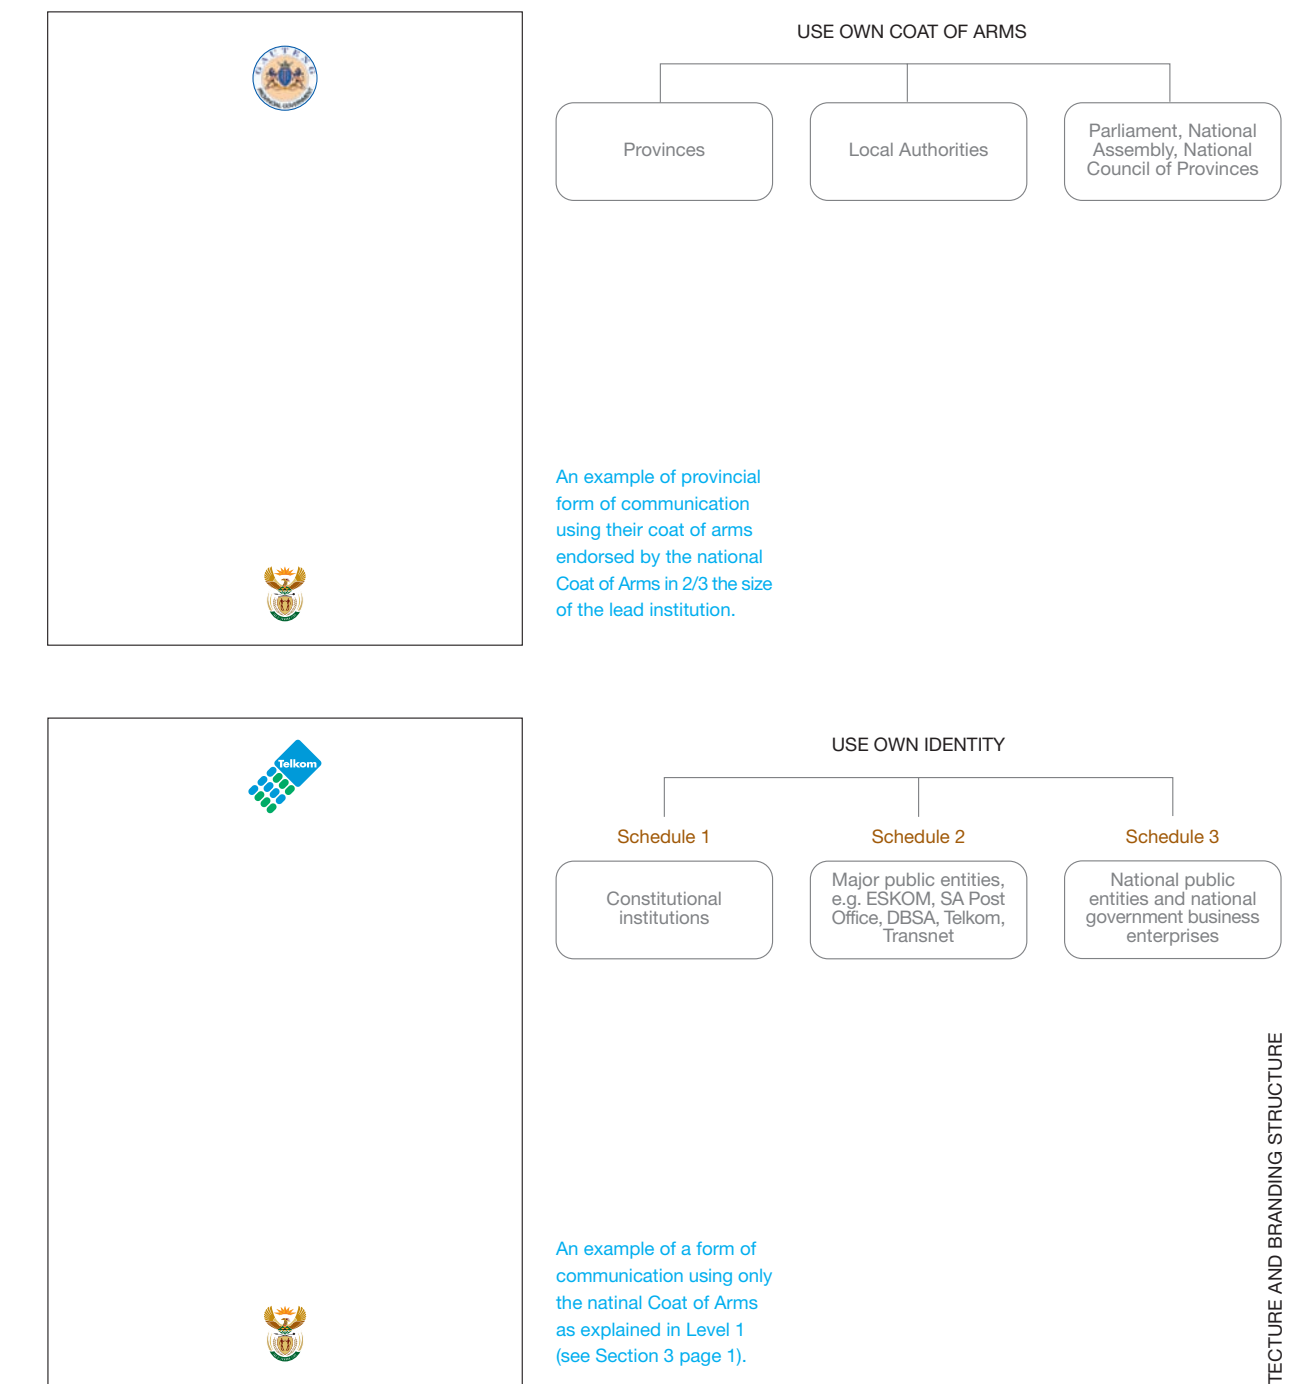 GAUTENG
PROVINCIAL GOVERNMENT
USE OWN COAT OF ARMS
Provinces
Local Authorities
Parliament, National
Assembly, National
Council of Provinces
An example of provincial
form of communication
using their coat of arms
endorsed by the national
Coat of Arms in 2/3 the size
of the lead institution.
Telkom
USE OWN IDENTITY
Schedule 1
Constitutional
institutions
Schedule 2
Major public entities,
e.g. ESKOM, SA Post
Office, DBSA, Telkom,
Transnet
Schedule 3
National public
entities and national
government business
enterprises
An example of a form of
communication using only
the natinal Coat of Arms
as explained in Level 1
(see Section 3 page 1).
TECTURE AND BRANDING STRUCTURE